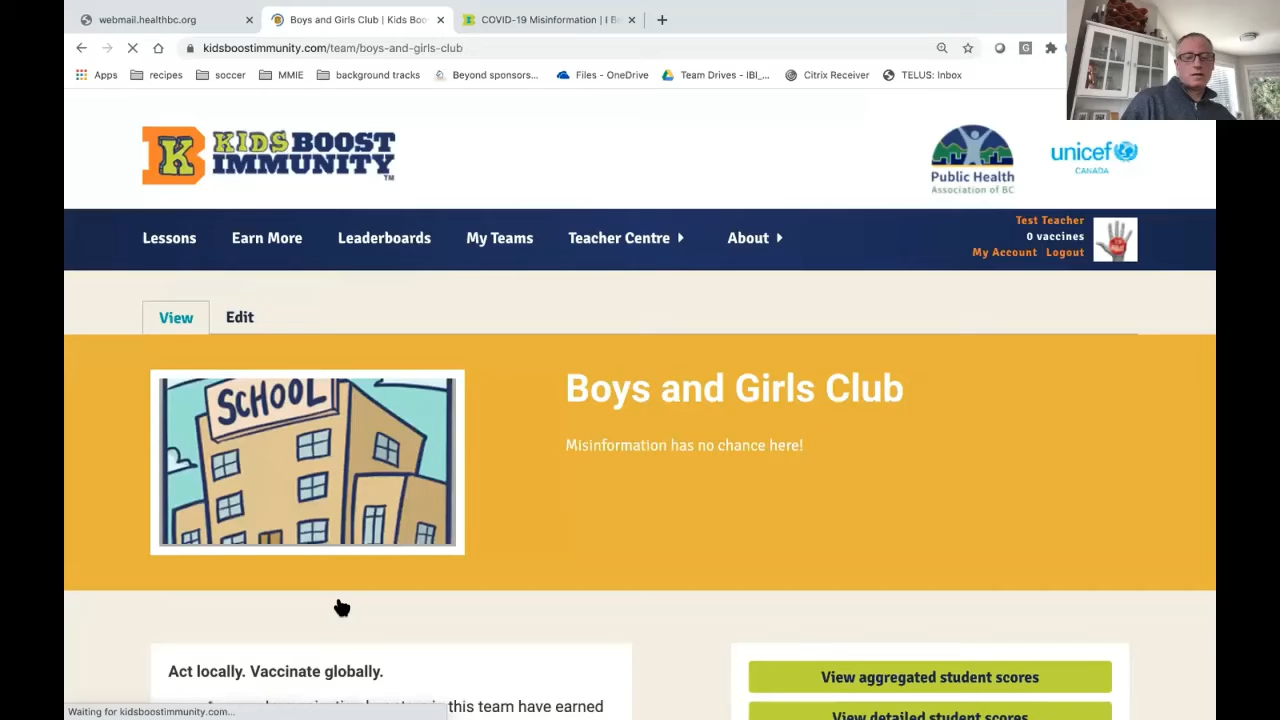 webmail.healthbc.org
Boys and Girls Club | Kids Boo
COVID-19 Misinformation | I B
kidsboostimmunity.com/team/boys-and-girls-club
Apps
recipes
soccer
MMIE
background tracks
Beyond sponsors...
Files - OneDrive
Team Drives - IBI_...
Citrix Receiver
TELUS: Inbox
K
KIDS BOOST
IMMUNITY™
Public Health
Association of BC
unicef
CANADA
Lessons
Earn More
Leaderboards
My Teams
Teacher Centre
About
Test Teacher
0 vaccines
My Account Logout
View
Edit
SCHOOL
Boys and Girls Club
Misinformation has no chance here!
Act locally. Vaccinate globally.
this team have earned
View aggregated student scores
View detailed student scores
Waiting for kidsboostimmunity.com...